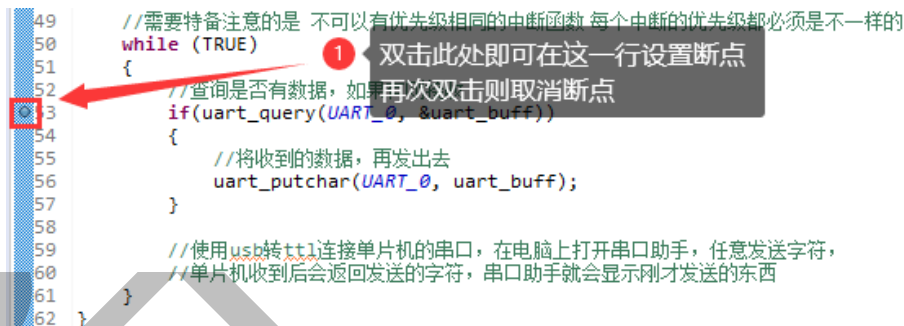 49 //需要特备注意的是 不可以有优先级相同的中断函数 每个中断的优先级都必须是不一样的
50 while (TRUE)
1 双击此处即可在这一行设置断点
再次双击则取消断点
51 {
52 //查询是否有数据，如果
53 if(uart_query(UART_0, &uart_buff))
54 {
55 //将收到的数据，再发出去
56 uart_putchar(UART_0, uart_buff);
57 }
58
59 //使用usb转ttl连接单片机的串口，在电脑上打开串口助手，任意发送字符，
60 //单片机收到后会返回发送的字符，串口助手就会显示刚才发送的东西
61 }
62 }